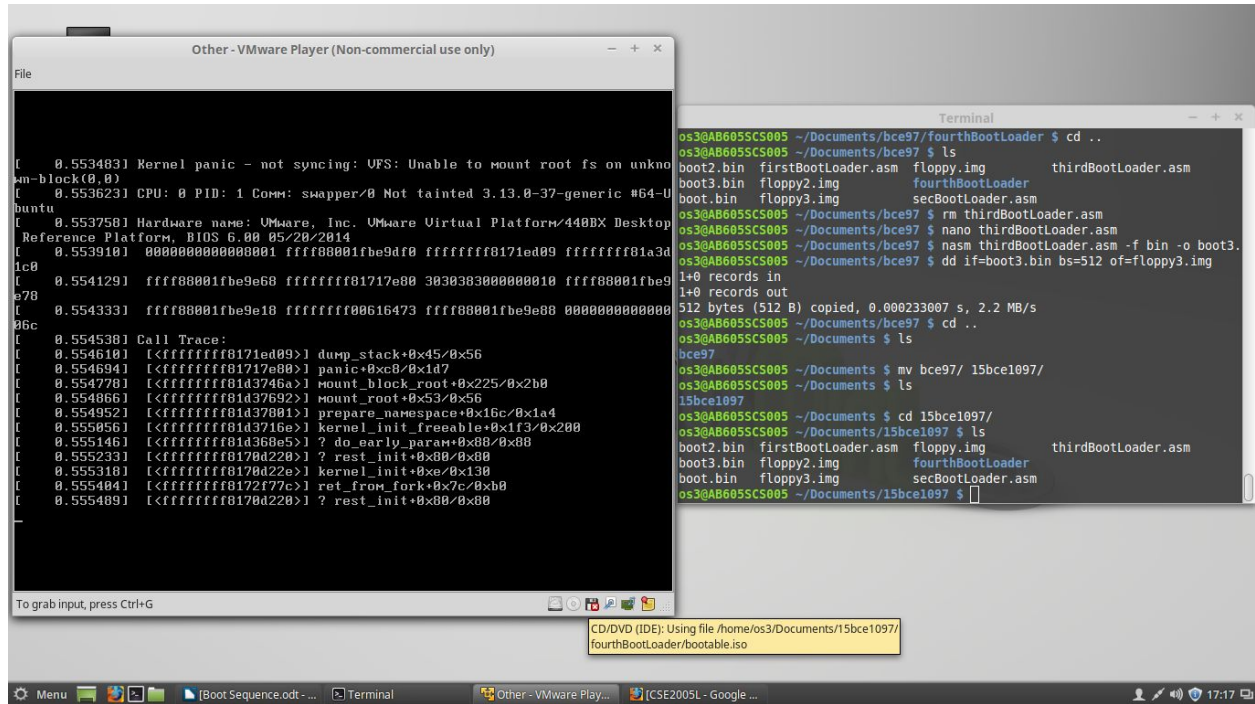 Other - VMware Player (Non-commercial use only)
File
[    0.553483] Kernel panic - not syncing: VFS: Unable to mount root fs on unkno
wn-block(0,0)
[    0.553623] CPU: 0 PID: 1 Comm: swapper/0 Not tainted 3.13.0-37-generic #64-U
buntu
[    0.553758] Hardware name: VMware, Inc. VMware Virtual Platform/440BX Desktop
 Reference Platform, BIOS 6.00 05/20/2014
[    0.553910]  0000000000008001 ffff88001fbe9df0 ffffffff8171ed09 ffffffff81a3d
1c0
[    0.554129]  ffff88001fbe9e68 ffffffff81717e80 3030383000000010 ffff88001fbe9
e78
[    0.554333]  ffff88001fbe9e18 ffffffff00616473 ffff88001fbe9e88 0000000000000
06c
[    0.554538] Call Trace:
[    0.554610]  [<ffffffff8171ed09>] dump_stack+0x45/0x56
[    0.554694]  [<ffffffff81717e80>] panic+0xc8/0x1d7
[    0.554778]  [<ffffffff81d3746a>] mount_block_root+0x225/0x2b0
[    0.554866]  [<ffffffff81d37692>] mount_root+0x53/0x56
[    0.554952]  [<ffffffff81d37801>] prepare_namespace+0x16c/0x1a4
[    0.555056]  [<ffffffff81d3716e>] kernel_init_freeable+0x1f3/0x200
[    0.555146]  [<ffffffff81d368e5>] ? do_early_param+0x88/0x88
[    0.555233]  [<ffffffff8170d220>] ? rest_init+0x80/0x80
[    0.555318]  [<ffffffff8170d22e>] kernel_init+0xe/0x130
[    0.555404]  [<ffffffff8172f77c>] ret_from_fork+0x7c/0xb0
[    0.555489]  [<ffffffff8170d220>] ? rest_init+0x80/0x80
To grab input, press Ctrl+G
CD/DVD (IDE): Using file /home/os3/Documents/15bce1097/
fourthBootLoader/bootable.iso
Terminal
os3@AB605SCS005 ~/Documents/bce97/fourthBootLoader $ cd ..
os3@AB605SCS005 ~/Documents/bce97 $ ls
boot2.bin  firstBootLoader.asm  floppy.img        thirdBootLoader.asm
boot3.bin  floppy2.img          fourthBootLoader
boot.bin   floppy3.img          secBootLoader.asm
os3@AB605SCS005 ~/Documents/bce97 $ rm thirdBootLoader.asm
os3@AB605SCS005 ~/Documents/bce97 $ nano thirdBootLoader.asm
os3@AB605SCS005 ~/Documents/bce97 $ nasm thirdBootLoader.asm -f bin -o boot3.
os3@AB605SCS005 ~/Documents/bce97 $ dd if=boot3.bin bs=512 of=floppy3.img
1+0 records in
1+0 records out
512 bytes (512 B) copied, 0.000233007 s, 2.2 MB/s
os3@AB605SCS005 ~/Documents/bce97 $ cd ..
os3@AB605SCS005 ~/Documents $ ls
bce97
os3@AB605SCS005 ~/Documents $ mv bce97/ 15bce1097/
os3@AB605SCS005 ~/Documents $ ls
15bce1097
os3@AB605SCS005 ~/Documents $ cd 15bce1097/
os3@AB605SCS005 ~/Documents/15bce1097 $ ls
boot2.bin  firstBootLoader.asm  floppy.img        thirdBootLoader.asm
boot3.bin  floppy2.img          fourthBootLoader
boot.bin   floppy3.img          secBootLoader.asm
os3@AB605SCS005 ~/Documents/15bce1097 $
Menu [Boot Sequence.odt - ... Terminal Other - VMware Play... [CSE2005L - Google ... 17:17